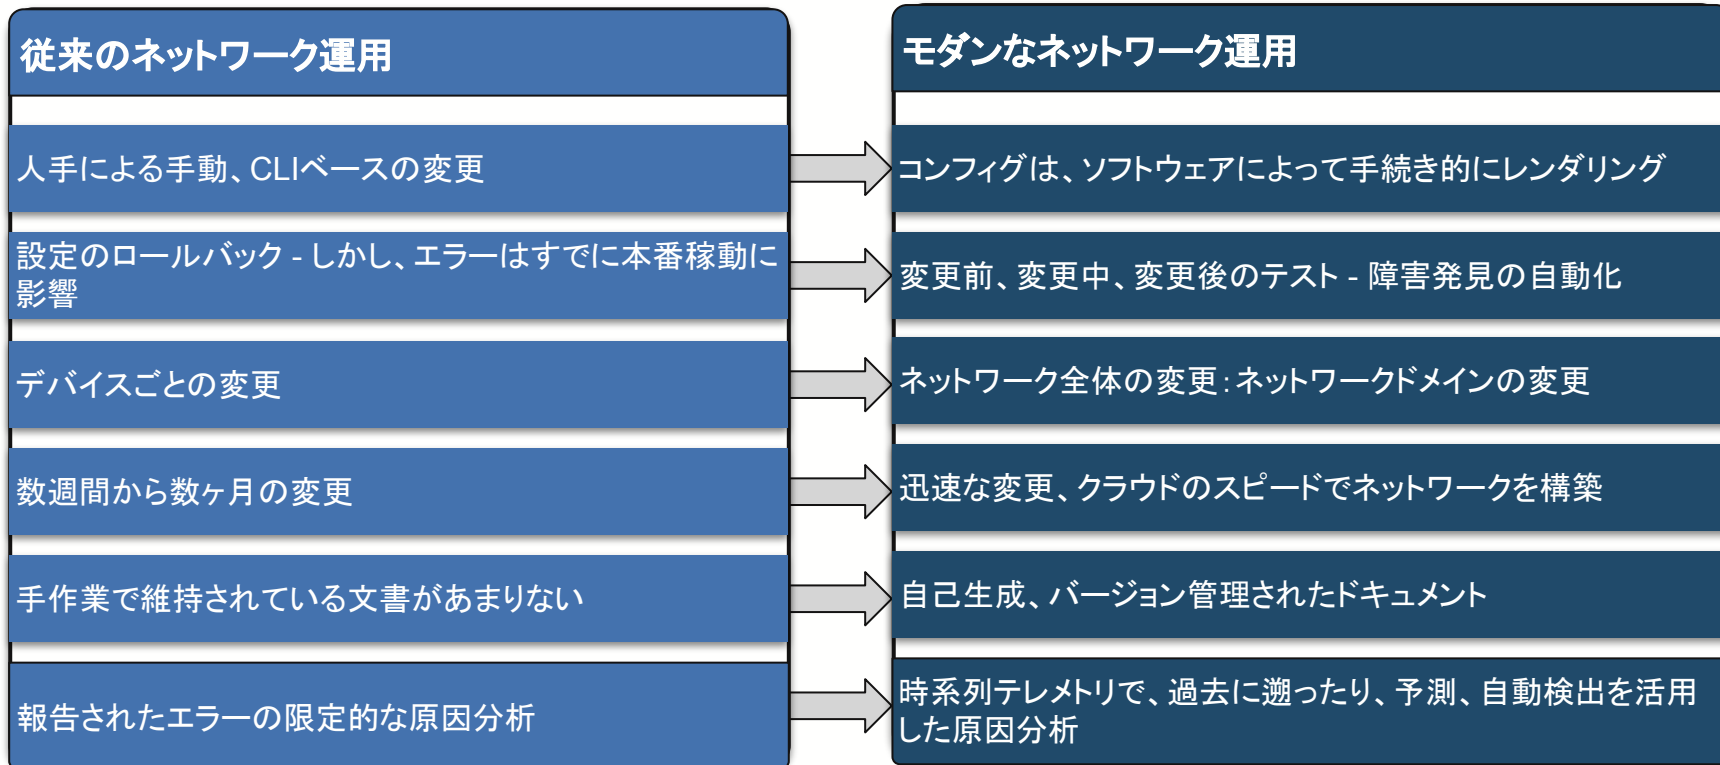 従来のネットワーク運用
モダンなネットワーク運用
人手による手動、CLIベースの変更
コンフィグは、ソフトウェアによって手続き的にレンダリング
設定のロールバック - しかし、エラーはすでに本番稼動に
影響
変更前、変更中、変更後のテスト - 障害発見の自動化
デバイスごとの変更
ネットワーク全体の変更：ネットワークドメインの変更
数週間から数ヶ月の変更
迅速な変更、クラウドのスピードでネットワークを構築
手作業で維持されている文書があまりない
自己生成、バージョン管理されたドキュメント
報告されたエラーの限定的な原因分析
時系列テレメトリで、過去に遡ったり、予測、自動検出を活用
した原因分析